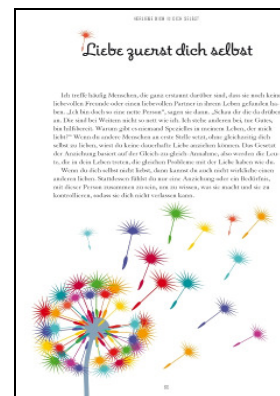 VERLIEBE DICH IN DICH SELBST
Liebe zuerst dich selbst
Ich treffe häufig Menschen, die ganz erstaunt darüber sind, dass sie noch keine
liebevollen Freunde oder einen liebevollen Partner in ihrem Leben gefunden ha-
ben. „Ich bin doch so eine nette Person“, sagen sie dann. „Schau dir die da drüben
an. Die sind bei Weitem nicht so nett wie ich. Ich stehe anderen bei, tue Gutes,
bin hilfsbereit. Warum gibt es niemand Spezielles in meinem Leben, der mich
liebt?“ Wenn du andere Menschen an erste Stelle setzt, ohne gleichzeitig dich
selbst zu lieben, wirst du keine dauerhafte Liebe anziehen können. Das Gesetz
der Anziehung basiert auf der Gleich-zu-gleich-Annahme, also werden die Leu-
te, die in dein Leben treten, die gleichen Probleme mit der Liebe haben wie du.
Wenn du dich selbst nicht liebst, dann kannst du auch nicht wirkliche einen
anderen lieben. Stattdessen fühlst du nur eine Anziehung oder ein Bedürfnis,
mit dieser Person zusammen zu sein, um zu wissen, was sie macht und sie zu
kontrollieren, sodass sie dich nicht verlassen kann.